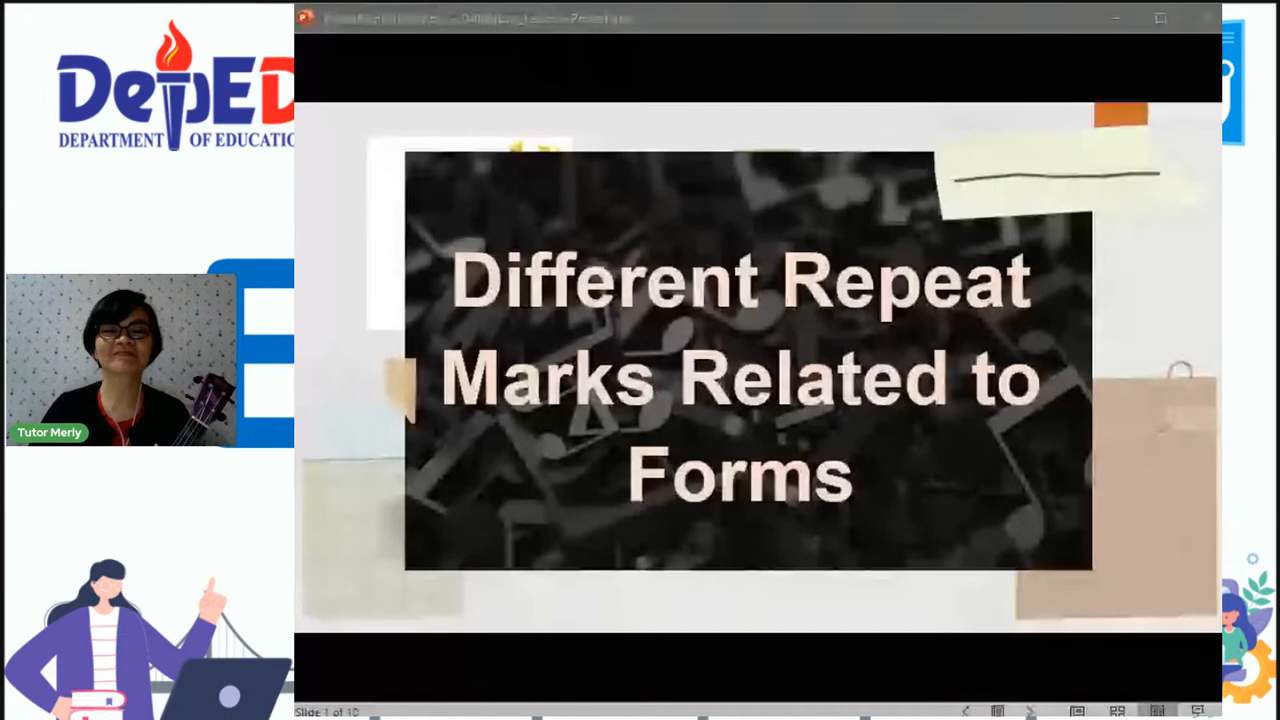 DepED
DEPARTMENT OF EDUCATIO
Different Repeat
Marks Related to
Forms
Tutor Merly
Slide 1 of 10